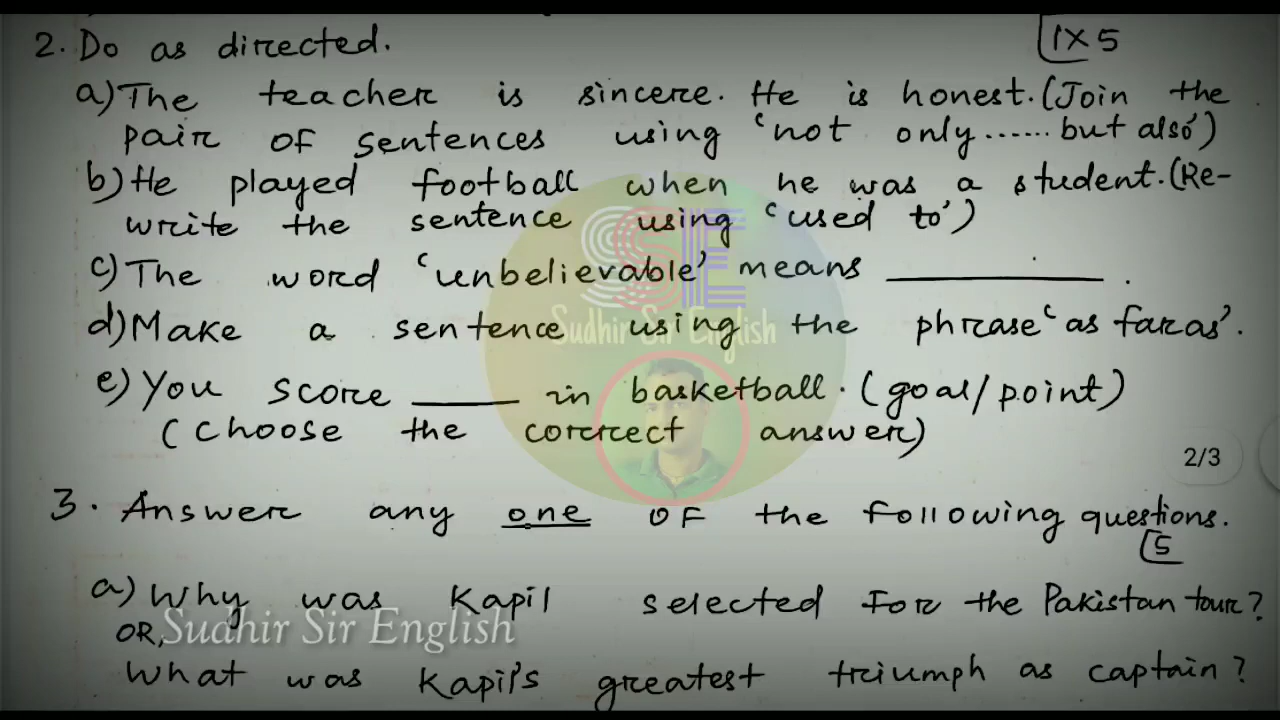 2. Do as directed. 1X5
a) The teacher is sincere. He is honest. (Join the
pair of sentences using 'not only ...... but also')
b) He played football when he was a student. (Re-
write the sentence using 'used to')
c) The word 'unbelievable' means __________ .
d) Make a sentence using the phrase 'as far as'.
e) You score _____ in basketball. (goal/point)
(Choose the correct answer)
2/3
3. Answer any one of the following questions.
5
a) Why was Kapil selected for the Pakistan tour?
OR,
What was Kapil's greatest triumph as captain?
SE
Sudhir Sir English
Sudhir Sir English